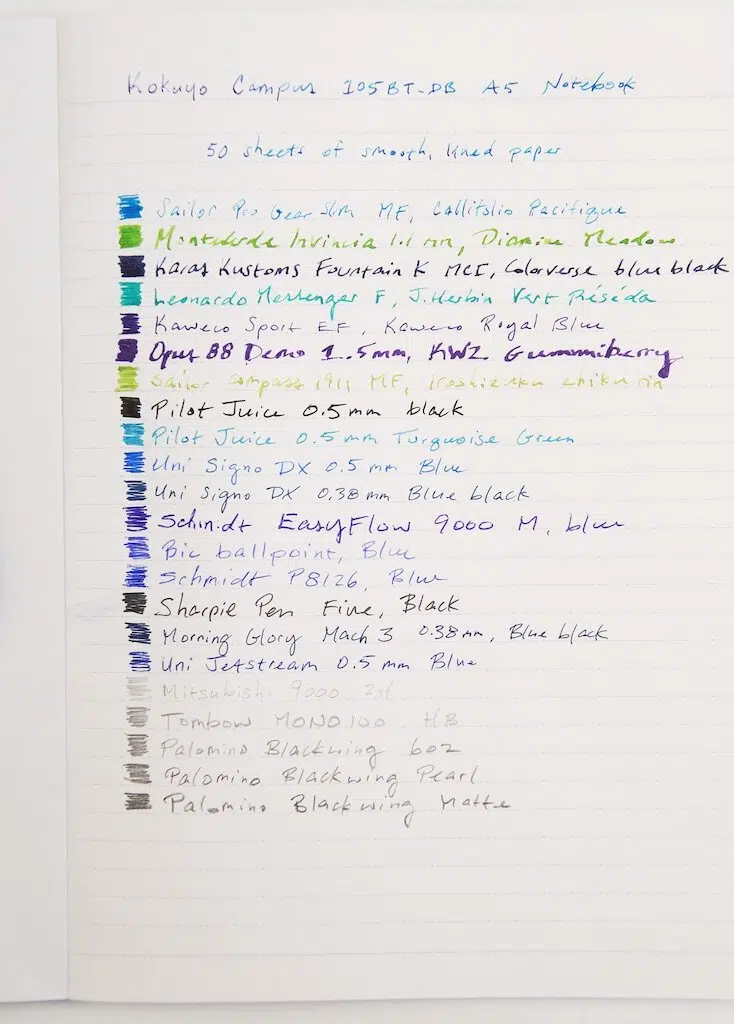 Kokuyo Campus 105BT-DB A5 Notebook
50 sheets of smooth, lined paper
Sailor Pro Gear Slim MF, Callifolio Pacifique
Monteverde Invincia 1.1 mm, Diamine Meadow
Karas Kustoms Fountain K MCI, Colorverse blue black
Leonardo Messenger F, J. Herbin Vert Réséda
Kaweco Sport EF, Kaweco Royal Blue
Opus 88 Demo 1.5mm, KWZ Gummiberry
Sailor Compass 1911 MF, iroshizuku chiku rin
Pilot Juice 0.5mm black
Pilot Juice 0.5mm Turquoise Green
Uni Signo DX 0.5 mm Blue
Uni Signo DX 0.38mm Blue black
Schmidt EasyFlow 9000 M, blue
Bic ballpoint, Blue
Schmidt P8126, Blue
Sharpie Pen Fine, Black
Morning Glory Mach 3 0.38mm, Blue black
Uni Jetstream 0.5 mm Blue
Mitsubishi 9000 2H
Tombow MONO100 HB
Palomino Blackwing 602
Palomino Blackwing Pearl
Palomino Blackwing Matte